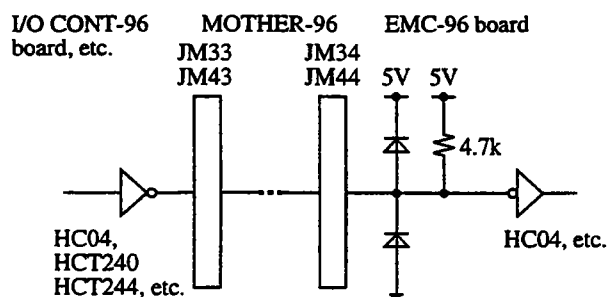 I/O CONT-96
board, etc.
MOTHER-96
EMC-96 board
JM33
JM43
JM34
JM44
5V
5V
4.7k
HC04,
HCT240
HCT244, etc.
HC04, etc.